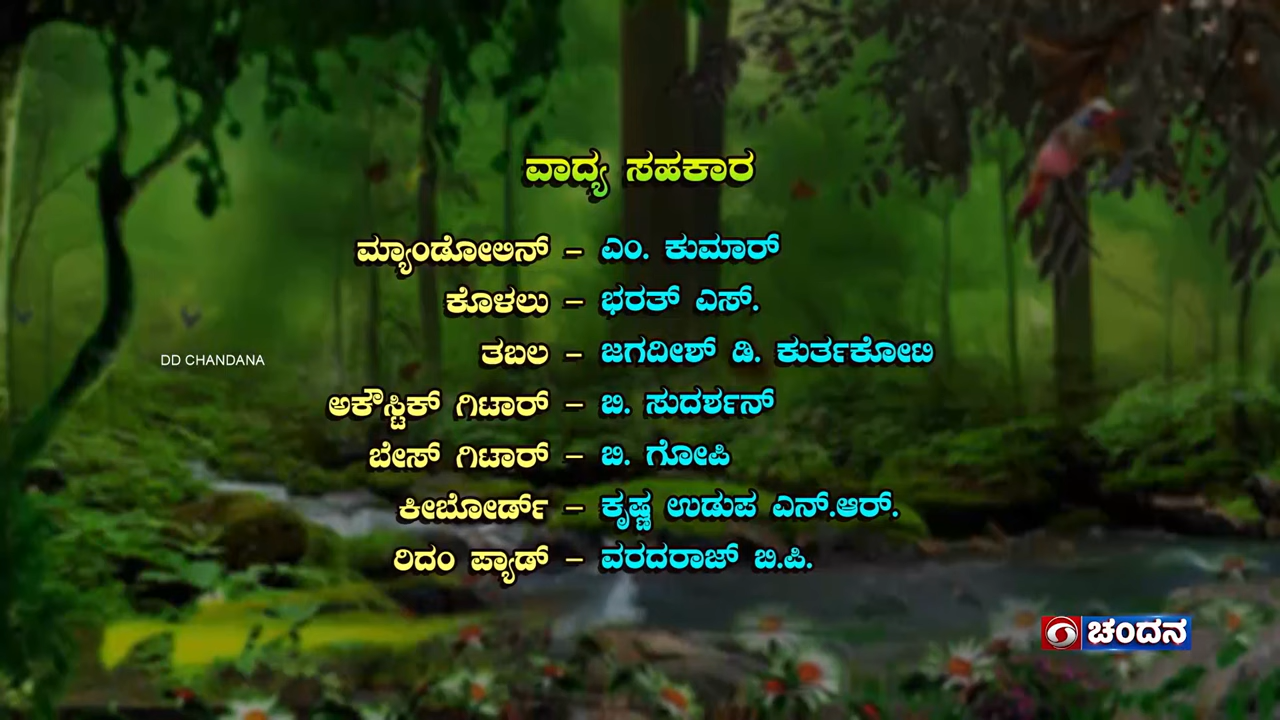 ವಾದ್ಯ ಸಹಕಾರ
ಮ್ಯಾಂಡೋಲಿನ್ – ಎಂ. ಕುಮಾರ್
ಕೊಳಲು – ಭರತ್ ಎಸ್.
ತಬಲ – ಜಗದೀಶ್ ಡಿ. ಕುರ್ತಕೋಟಿ
DD CHANDANA
ಅಕೌಸ್ಟಿಕ್ ಗಿಟಾರ್ – ಬಿ. ಸುದರ್ಶನ್
ಬೇಸ್ ಗಿಟಾರ್ – ಬಿ. ಗೋಪಿ
ಕೀಬೋರ್ಡ್ – ಕೃಷ್ಣ ಉಡುಪ ಎನ್.ಆರ್.
ರಿದಂ ಪ್ಯಾಡ್ – ವರದರಾಜ್ ಬಿ.ಪಿ.
ಚಂದನ